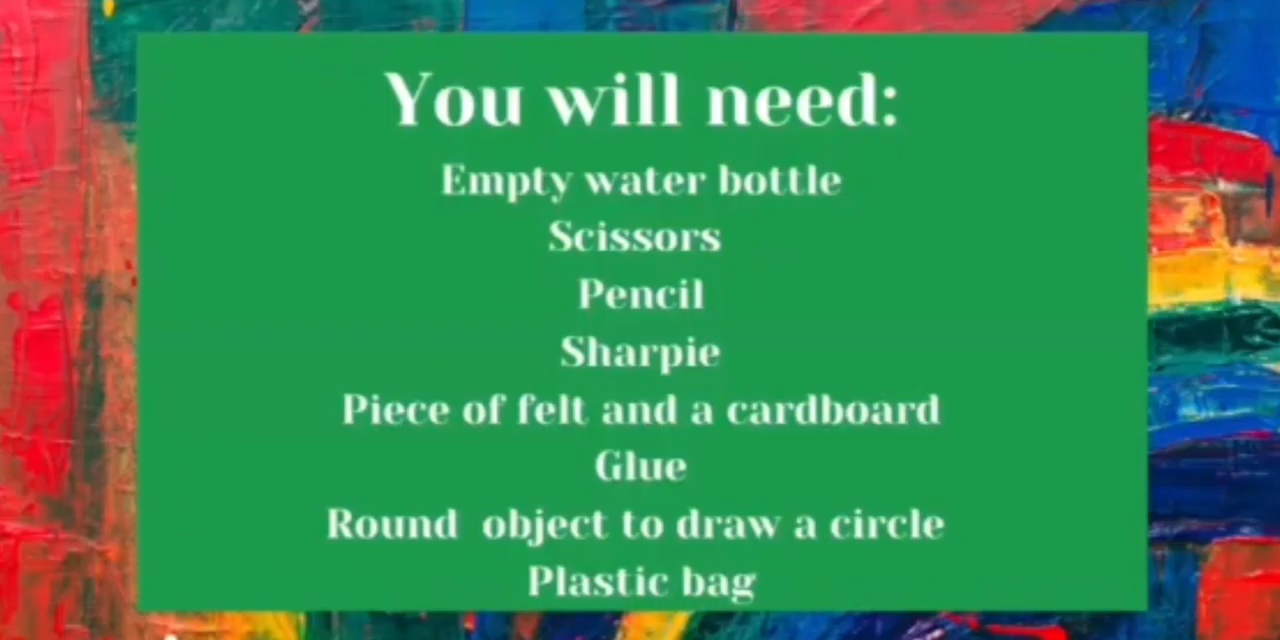 You will need:
Empty water bottle
Scissors
Pencil
Sharpie
Piece of felt and a cardboard
Glue
Round object to draw a circle
Plastic bag